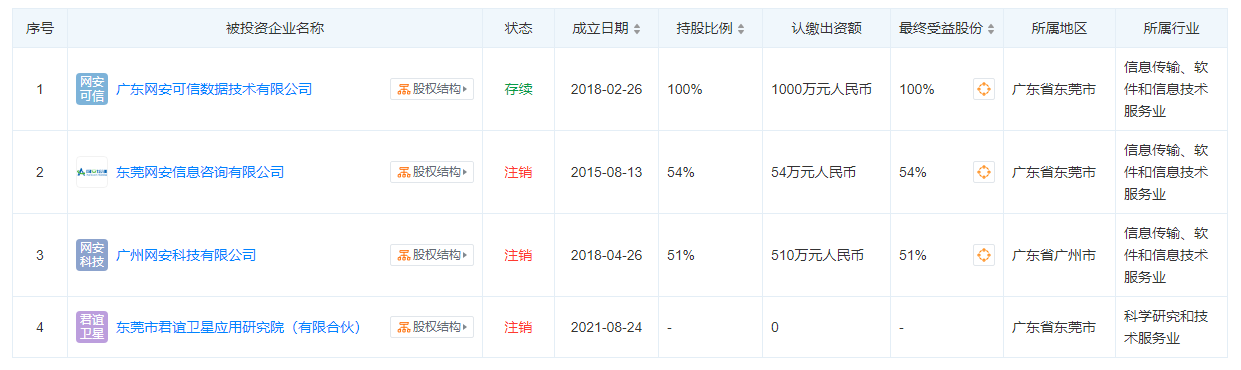 序号 被投资企业名称 状态 成立日期 持股比例 认缴出资额 最终受益股份 所属地区 所属行业
1 网安可信 广东网安可信数据技术有限公司 股权结构 存续 2018-02-26 100% 1000万元人民币 100% 广东省东莞市 信息传输、软件和信息技术服务业
2 东莞网安信息咨询有限公司 股权结构 注销 2015-08-13 54% 54万元人民币 54% 广东省东莞市 信息传输、软件和信息技术服务业
3 网安科技 广州网安科技有限公司 股权结构 注销 2018-04-26 51% 510万元人民币 51% 广东省广州市 信息传输、软件和信息技术服务业
4 君谊卫星 东莞市君谊卫星应用研究院（有限合伙） 股权结构 注销 2021-08-24 - 0 - 广东省东莞市 科学研究和技术服务业